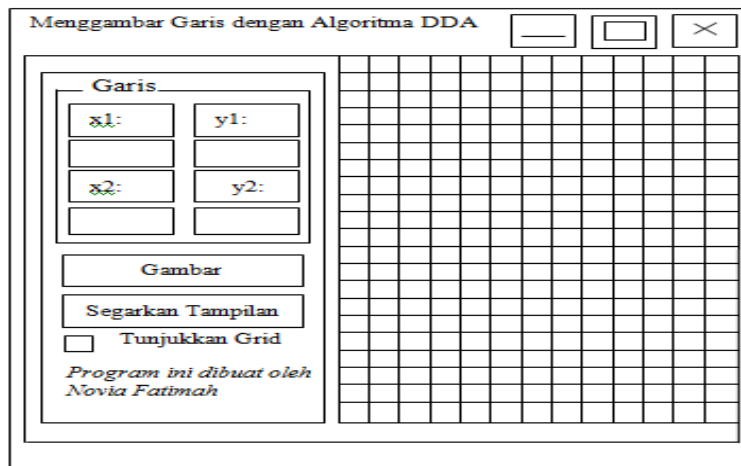 Menggambar Garis dengan Algoritma DDA
Garis
x1: y1:
x2: y2:
Gambar
Segarkan Tampilan
Tunjukkan Grid
Program ini dibuat oleh
Novia Fatimah